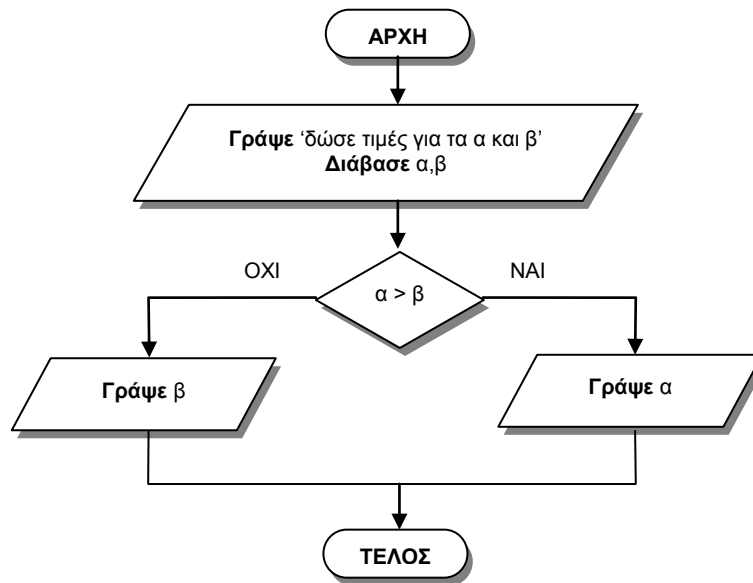 ΑΡΧΗ
Γράψε ‘δώσε τιμές για τα α και β’
Διάβασε α,β
ΟΧΙ
ΝΑΙ
α > β
Γράψε β
Γράψε α
ΤΕΛΟΣ